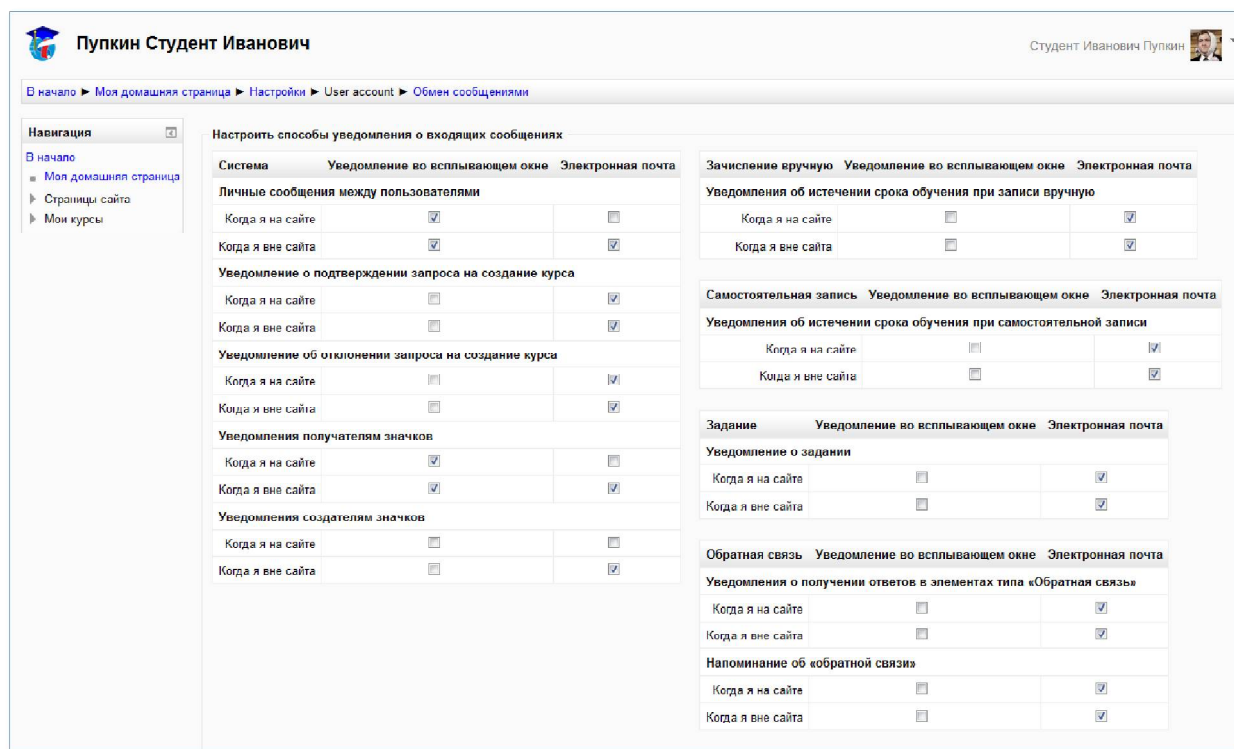 Пупкин Студент Иванович
Студент Иванович Пупкин
В начало ► Моя домашняя страница ► Настройки ► User account ► Обмен сообщениями
Навигация
В начало
Моя домашняя страница
Страницы сайта
Мои курсы
Настроить способы уведомления о входящих сообщениях
Система Уведомление во всплывающем окне Электронная почта
Личные сообщения между пользователями
Когда я на сайте
Когда я вне сайта
Уведомление о подтверждении запроса на создание курса
Когда я на сайте
Когда я вне сайта
Уведомление об отклонении запроса на создание курса
Когда я на сайте
Когда я вне сайта
Уведомления получателям значков
Когда я на сайте
Когда я вне сайта
Уведомления создателям значков
Когда я на сайте
Когда я вне сайта
Зачисление вручную Уведомление во всплывающем окне Электронная почта
Уведомления об истечении срока обучения при записи вручную
Когда я на сайте
Когда я вне сайта
Самостоятельная запись Уведомление во всплывающем окне Электронная почта
Уведомления об истечении срока обучения при самостоятельной записи
Когда я на сайте
Когда я вне сайта
Задание Уведомление во всплывающем окне Электронная почта
Уведомление о задании
Когда я на сайте
Когда я вне сайта
Обратная связь Уведомление во всплывающем окне Электронная почта
Уведомления о получении ответов в элементах типа «Обратная связь»
Когда я на сайте
Когда я вне сайта
Напоминание об «обратной связи»
Когда я на сайте
Когда я вне сайта